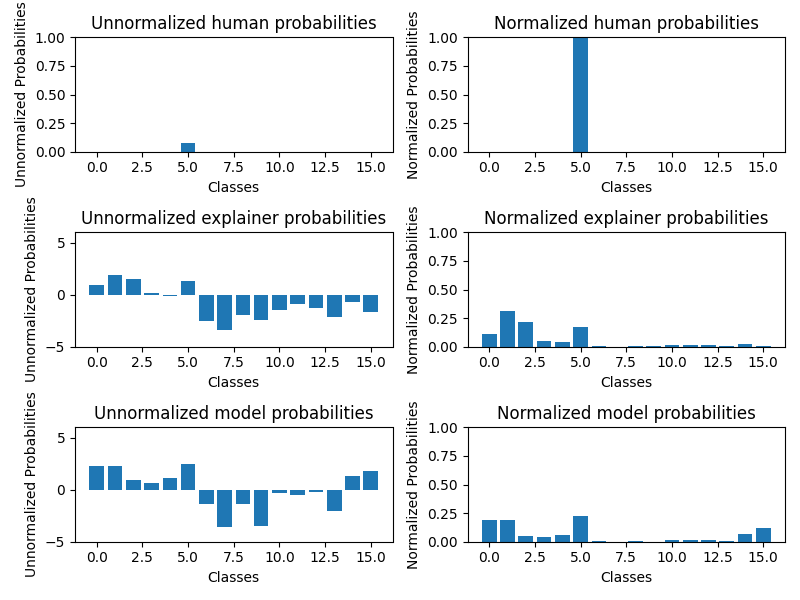 Unnormalized human probabilities
Unnormalized Probabilities
1.00
0.75
0.50
0.25
0.00
0.0 2.5 5.0 7.5 10.0 12.5 15.0
Classes
Normalized human probabilities
Normalized Probabilities
1.00
0.75
0.50
0.25
0.00
0.0 2.5 5.0 7.5 10.0 12.5 15.0
Classes
Unnormalized explainer probabilities
Unnormalized Probabilities
5
0
−5
0.0 2.5 5.0 7.5 10.0 12.5 15.0
Classes
Normalized explainer probabilities
Normalized Probabilities
1.00
0.75
0.50
0.25
0.00
0.0 2.5 5.0 7.5 10.0 12.5 15.0
Classes
Unnormalized model probabilities
Unnormalized Probabilities
5
0
−5
0.0 2.5 5.0 7.5 10.0 12.5 15.0
Classes
Normalized model probabilities
Normalized Probabilities
1.00
0.75
0.50
0.25
0.00
0.0 2.5 5.0 7.5 10.0 12.5 15.0
Classes